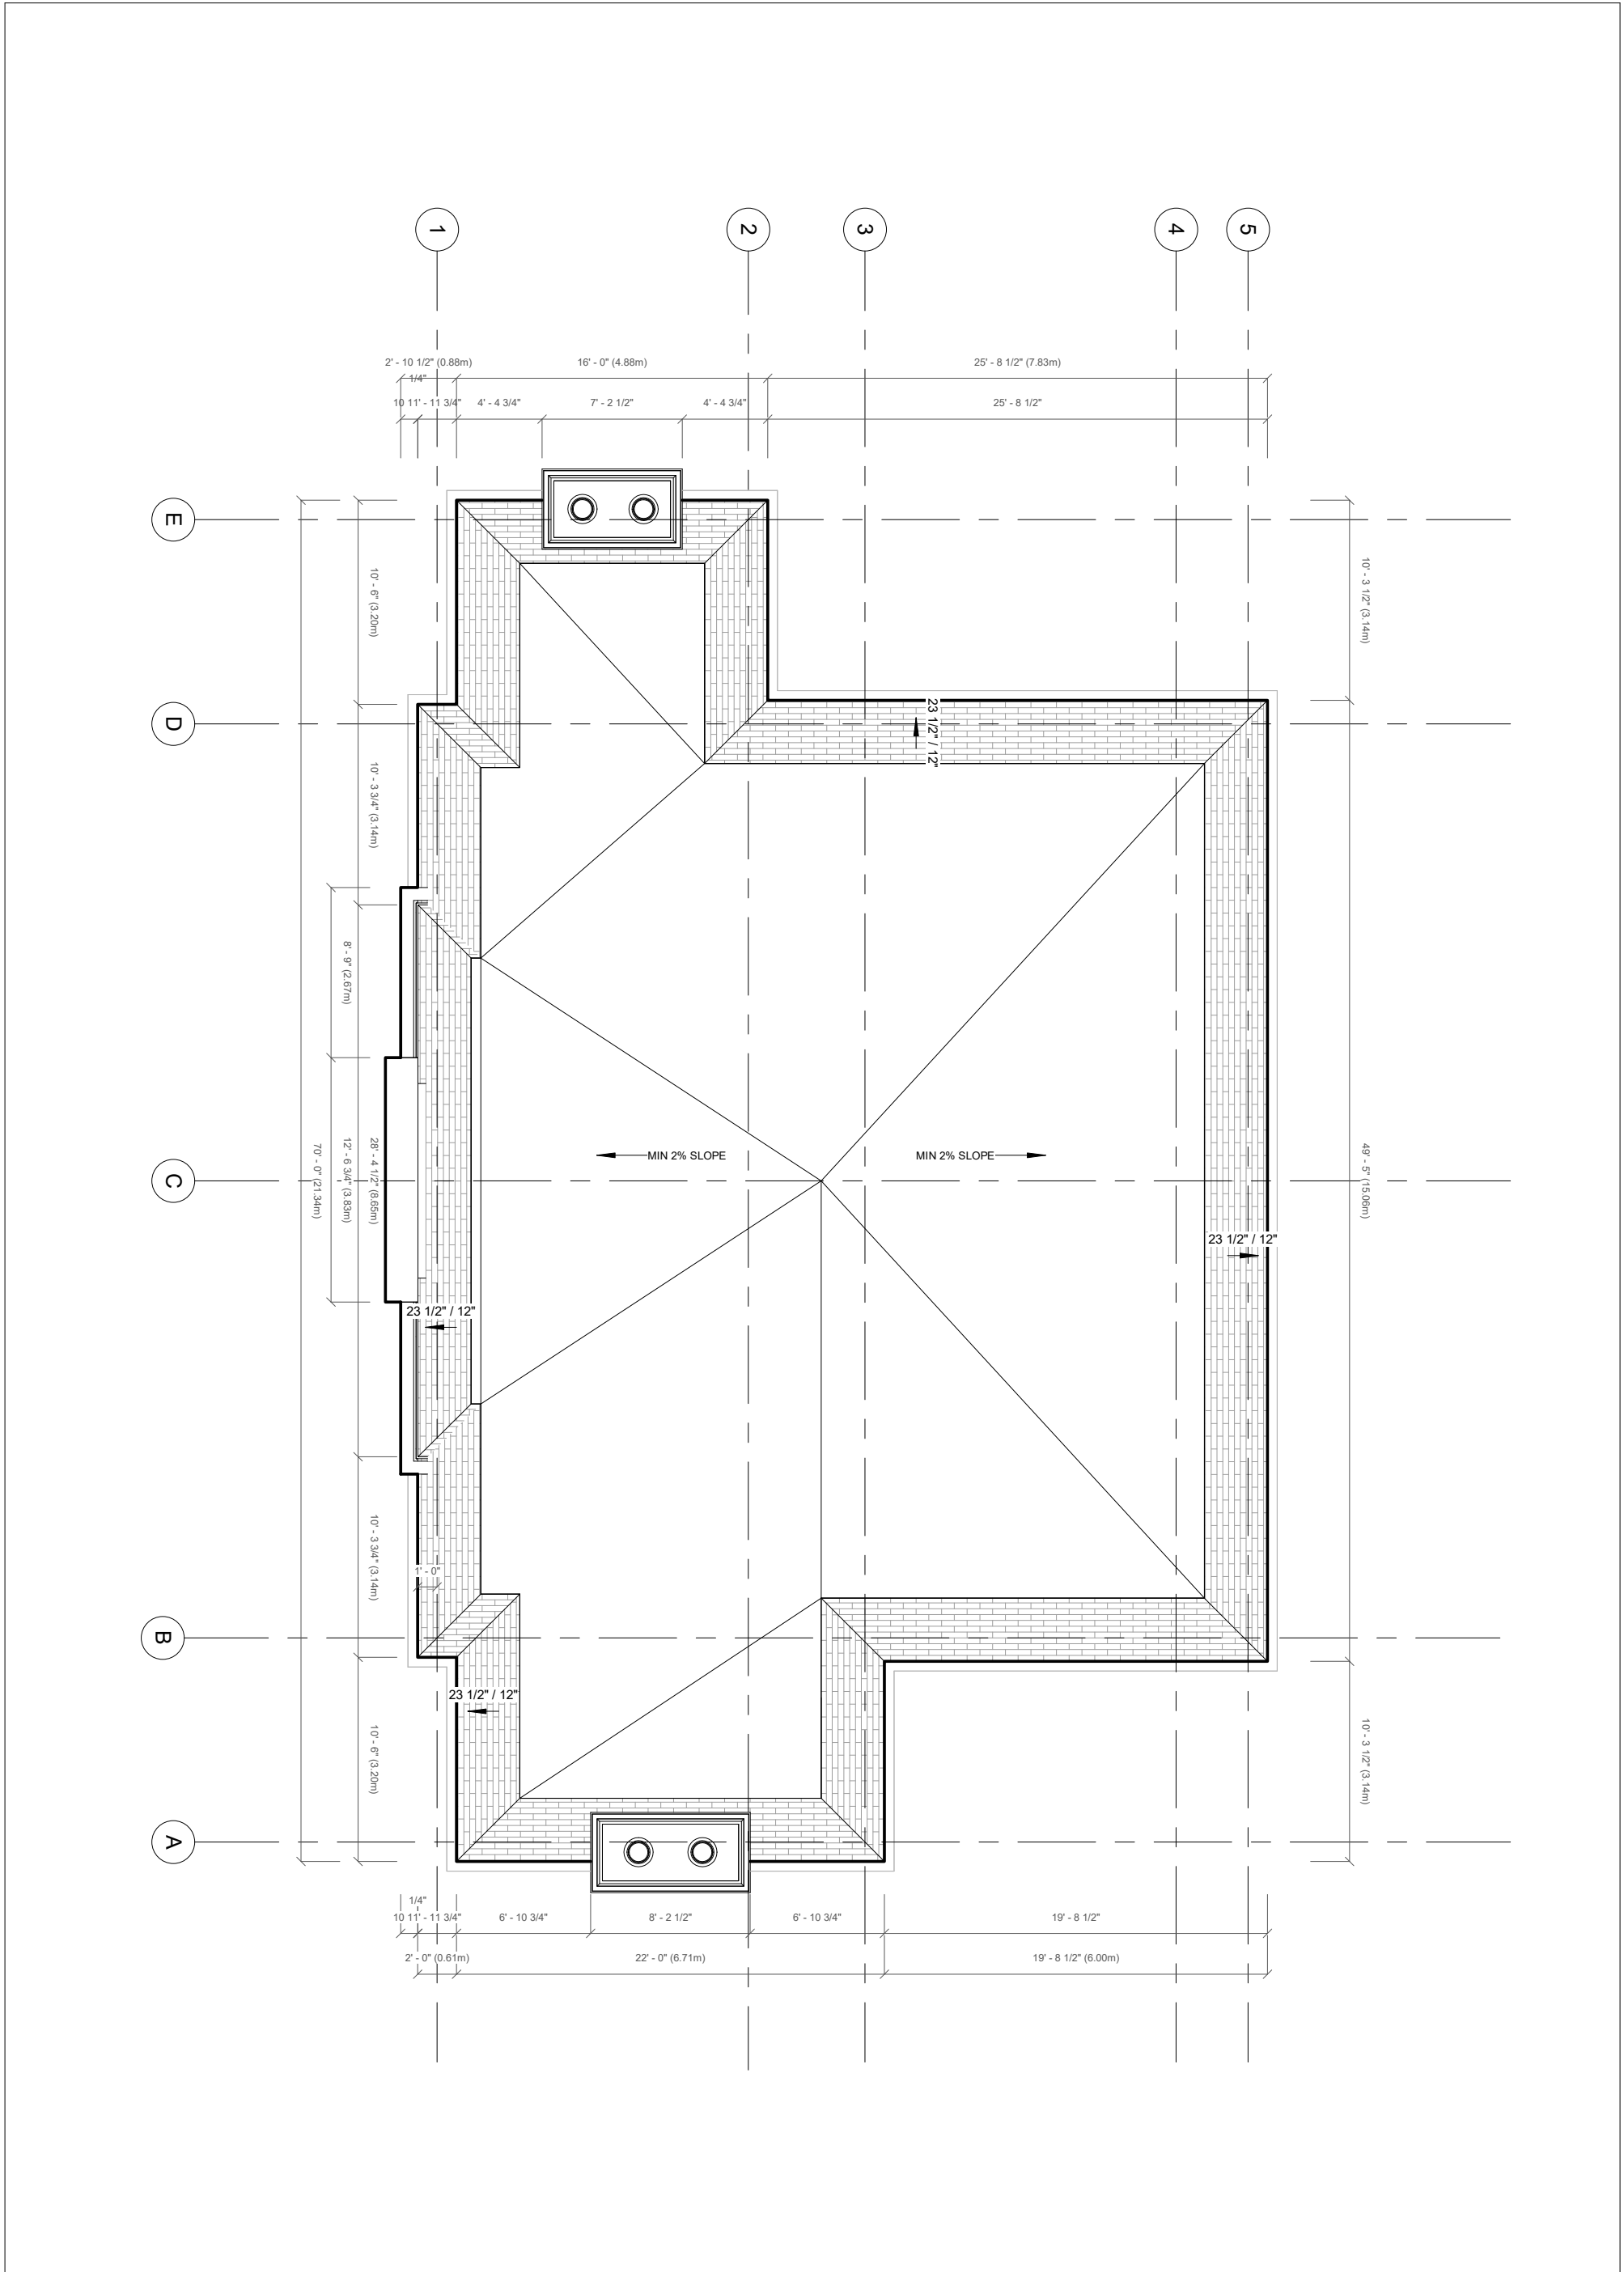 1
2
3
4
5
2' - 10 1/2" (0.88m)
16' - 0" (4.88m)
25' - 8 1/2" (7.83m)
1/4"
10 11' - 11 3/4"
4' - 4 3/4"
7' - 2 1/2"
4' - 4 3/4"
25' - 8 1/2"
E
10' - 6" (3.20m)
10' - 3 1/2" (3.14m)
D
23 1/2" / 12"
10' - 3 3/4" (3.14m)
8' - 9" (2.67m)
MIN 2% SLOPE
MIN 2% SLOPE
C
70' - 0" (21.34m)
12' - 6 3/4" (3.83m)
28' - 4 1/2" (8.65m)
49' - 5" (15.06m)
23 1/2" / 12"
23 1/2" / 12"
10' - 3 3/4" (3.14m)
1' - 0"
B
23 1/2" / 12"
10' - 6" (3.20m)
10' - 3 1/2" (3.14m)
A
1/4"
10 11' - 11 3/4"
6' - 10 3/4"
8' - 2 1/2"
6' - 10 3/4"
19' - 8 1/2"
2' - 0" (0.61m)
22' - 0" (6.71m)
19' - 8 1/2" (6.00m)